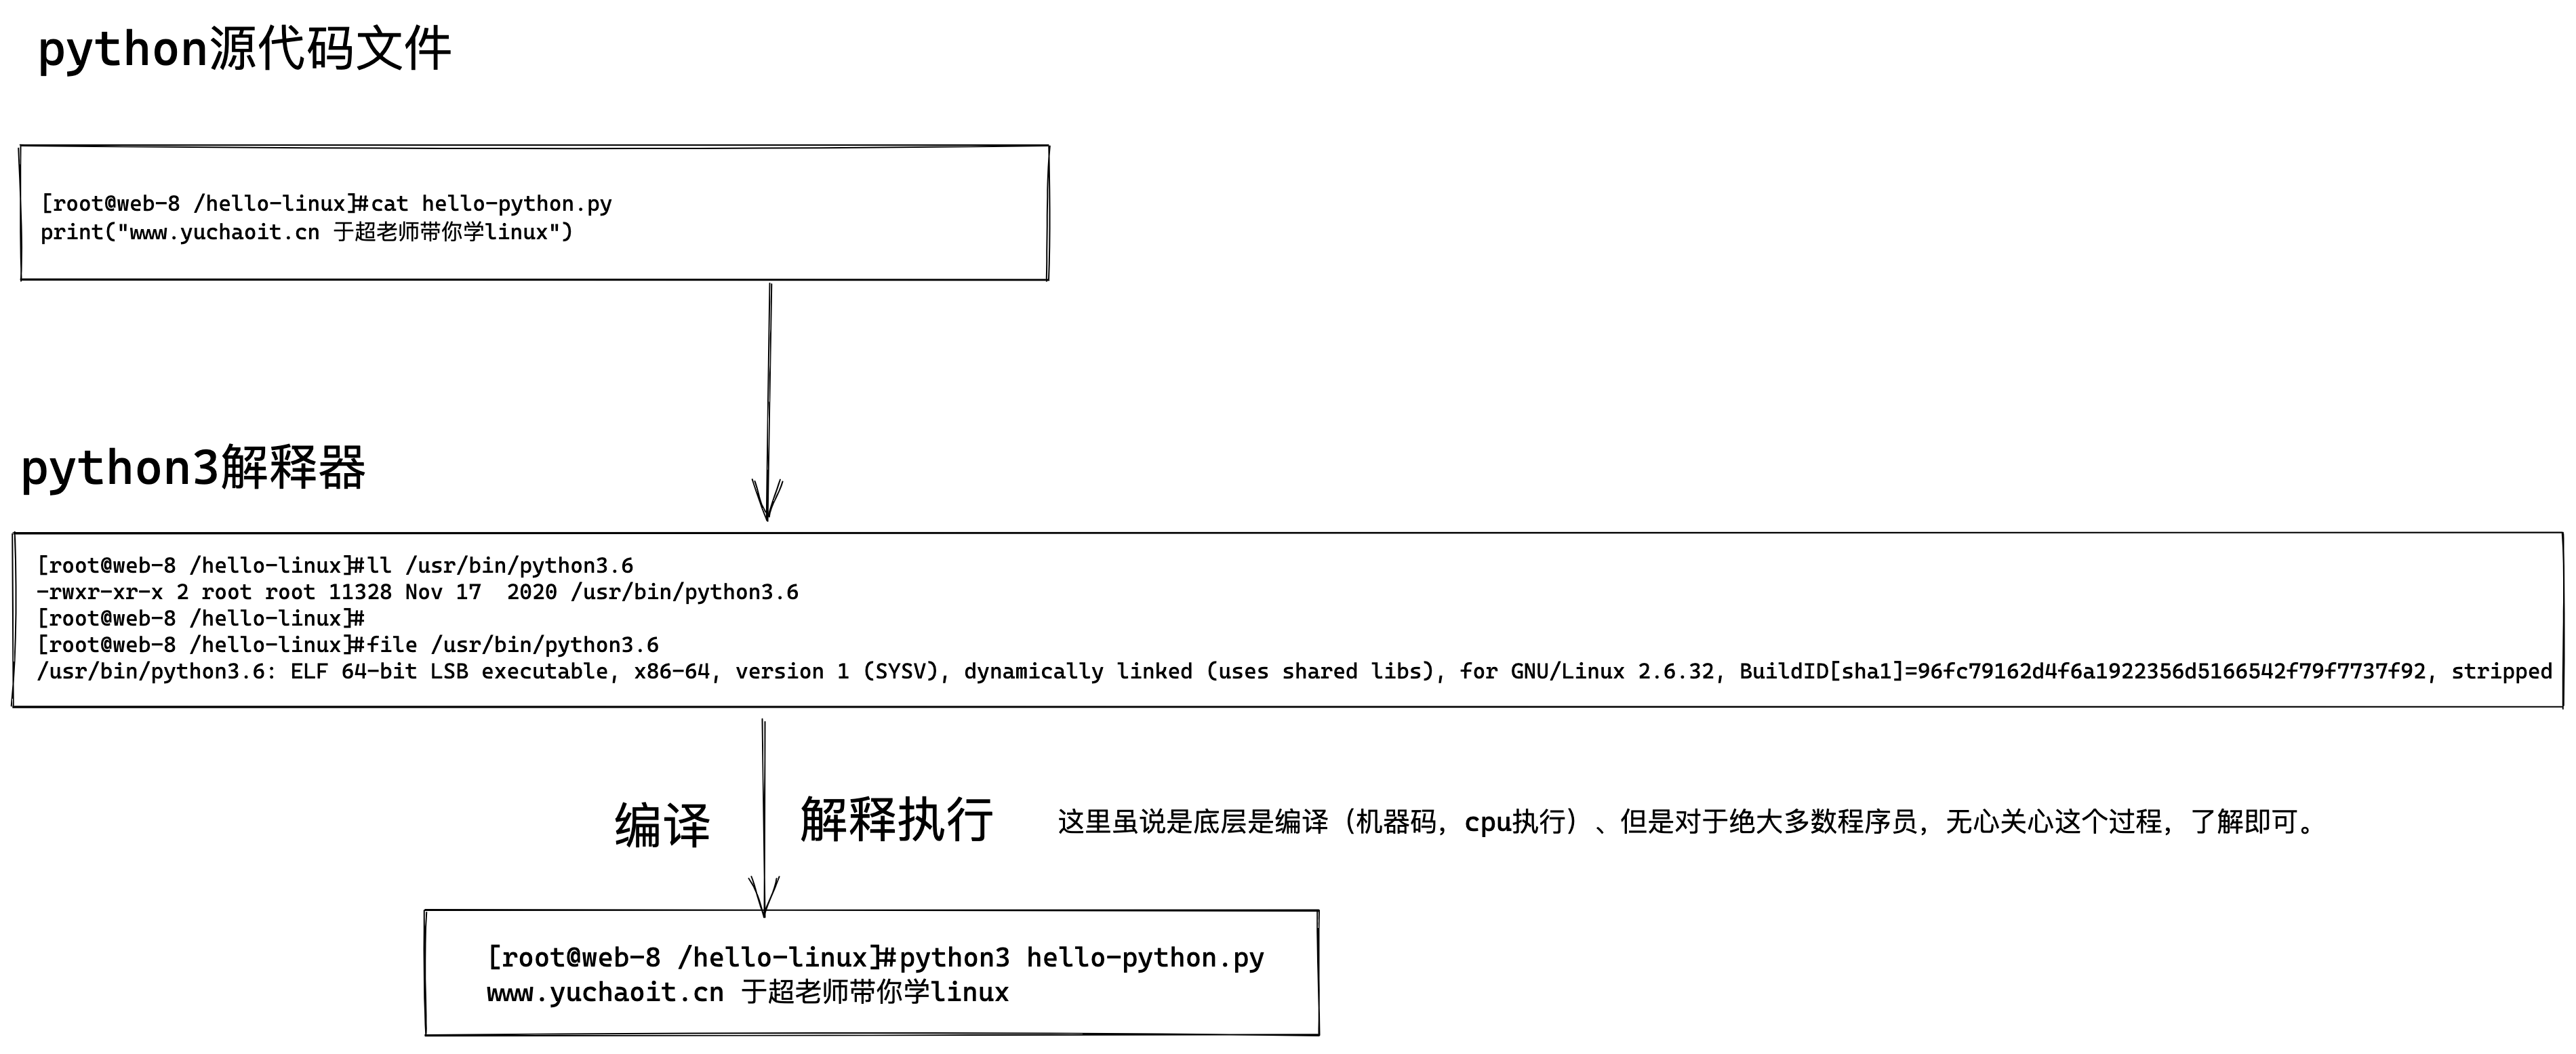 python源代码文件
[root@web-8 /hello-linux]#cat hello-python.py
print("www.yuchaoit.cn 于超老师带你学linux")
python3解释器
[root@web-8 /hello-linux]#ll /usr/bin/python3.6
-rwxr-xr-x 2 root root 11328 Nov 17  2020 /usr/bin/python3.6
[root@web-8 /hello-linux]#
[root@web-8 /hello-linux]#file /usr/bin/python3.6
/usr/bin/python3.6: ELF 64-bit LSB executable, x86-64, version 1 (SYSV), dynamically linked (uses shared libs), for GNU/Linux 2.6.32, BuildID[sha1]=96fc79162d4f6a1922356d5166542f79f7737f92, stripped
编译
解释执行
这里虽说是底层是编译（机器码，cpu执行）、但是对于绝大多数程序员，无心关心这个过程，了解即可。
[root@web-8 /hello-linux]#python3 hello-python.py
www.yuchaoit.cn 于超老师带你学linux